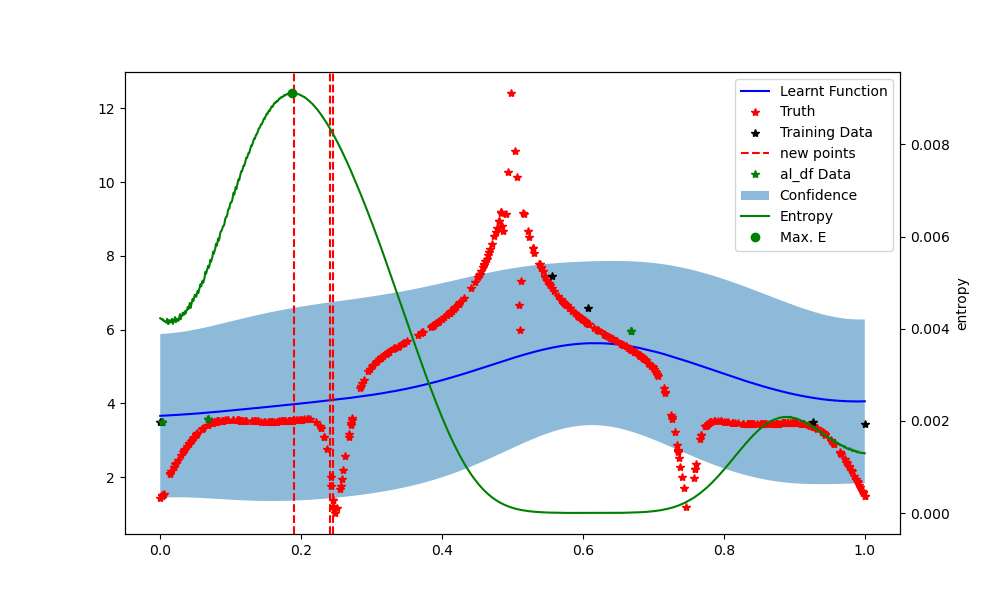 12
10
8
6
4
2
0.0
0.2
0.4
0.6
0.8
1.0
0.008
0.006
0.004
0.002
0.000
entropy
Learnt Function
Truth
Training Data
new points
al_df Data
Confidence
Entropy
Max. E